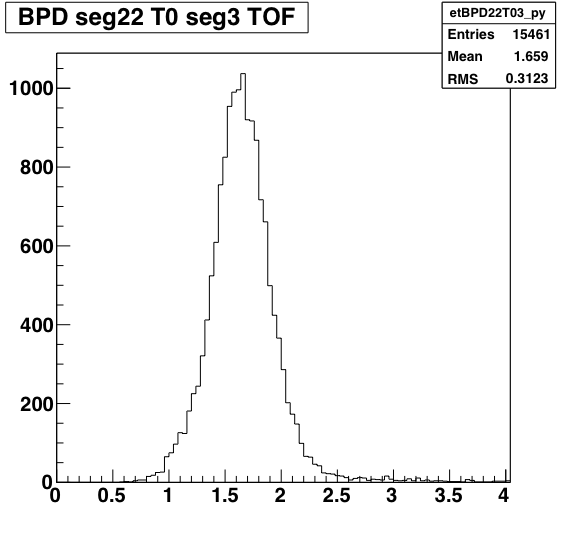 BPD seg22 T0 seg3 TOF
etBPD22T03_py
Entries 15461
Mean 1.659
RMS 0.3123
1000
800
600
400
200
0
0 0.5 1 1.5 2 2.5 3 3.5 4